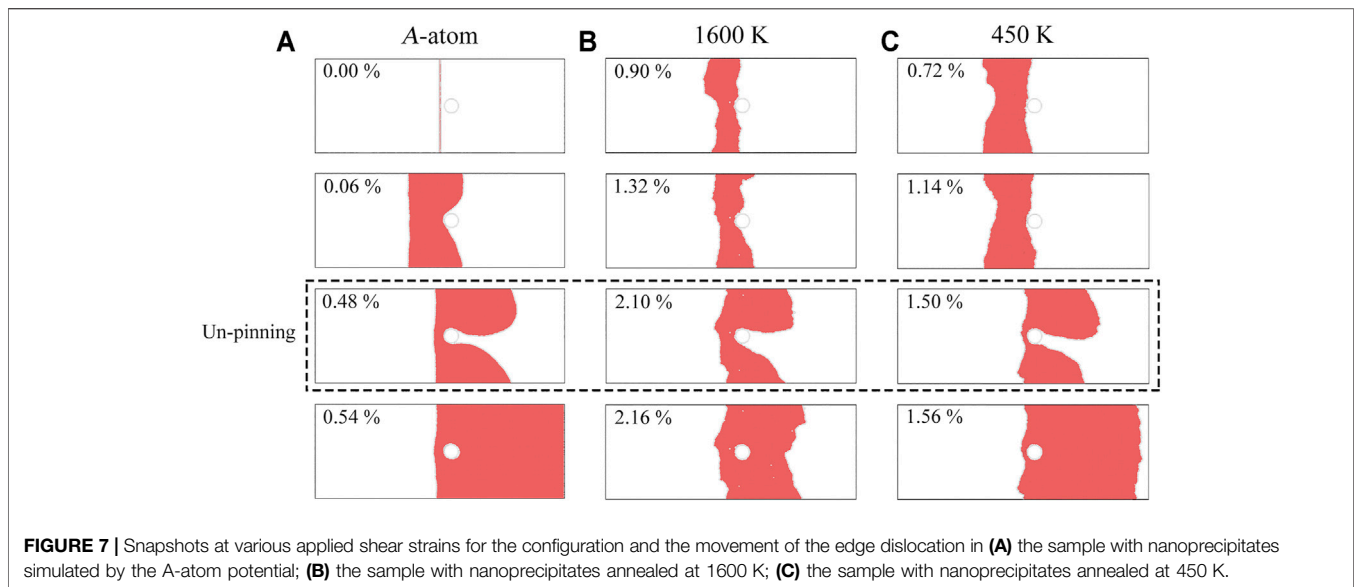 A
A-atom
B
1600 K
C
450 K
0.00 %
0.90 %
0.72 %
0.06 %
1.32 %
1.14 %
Un-pinning
0.48 %
2.10 %
1.50 %
0.54 %
2.16 %
1.56 %
FIGURE 7 | Snapshots at various applied shear strains for the configuration and the movement of the edge dislocation in (A) the sample with nanoprecipitates
simulated by the A-atom potential; (B) the sample with nanoprecipitates annealed at 1600 K; (C) the sample with nanoprecipitates annealed at 450 K.